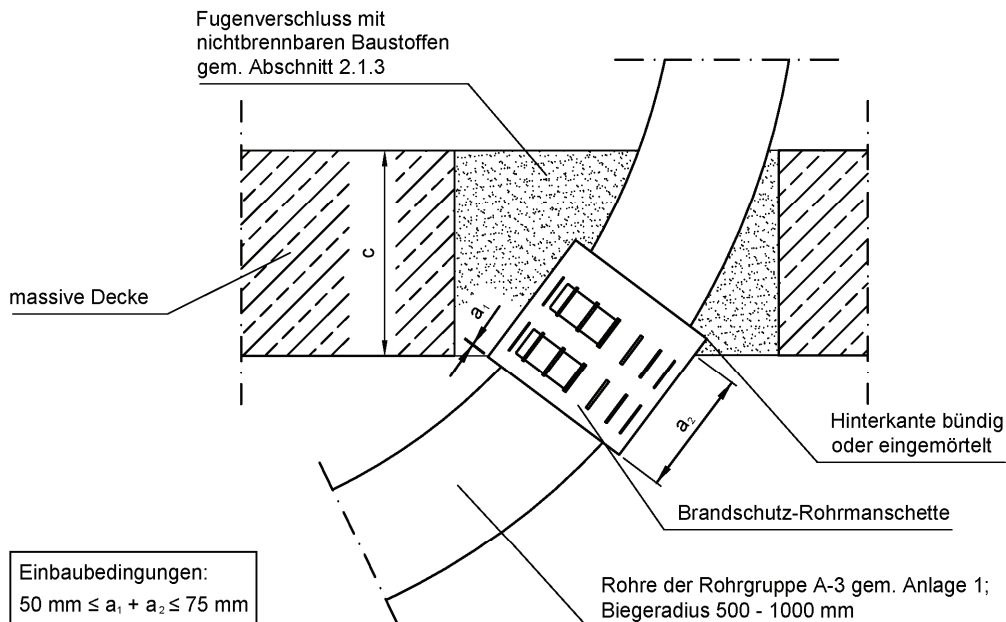 Fugenverschluss mit
nichtbrennbaren Baustoffen
gem. Abschnitt 2.1.3
c
massive Decke
a₁
a₂
Hinterkante bündig
oder eingemörtelt
Brandschutz-Rohrmanschette
Einbaubedingungen:
50 mm ≤ a₁ + a₂ ≤ 75 mm
Rohre der Rohrgruppe A-3 gem. Anlage 1;
Biegeradius 500 - 1000 mm